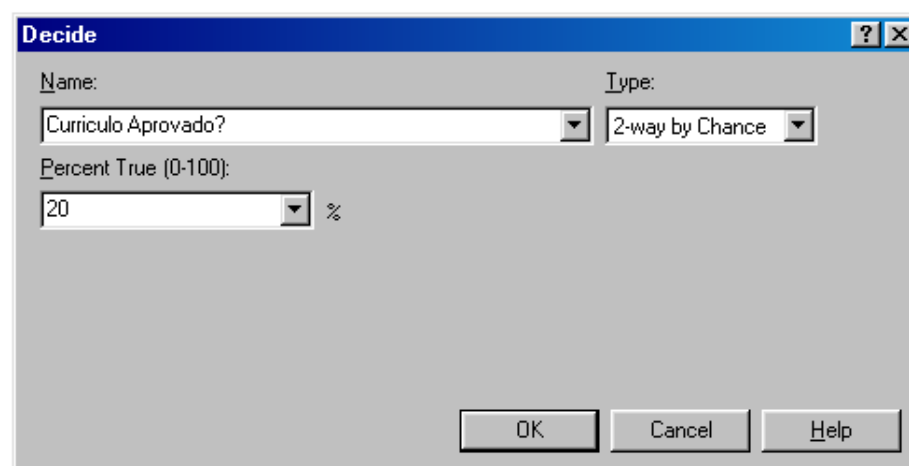 Decide
Name: Type:
Curriculo Aprovado? 2-way by Chance
Percent True (0-100):
20 %
OK Cancel Help